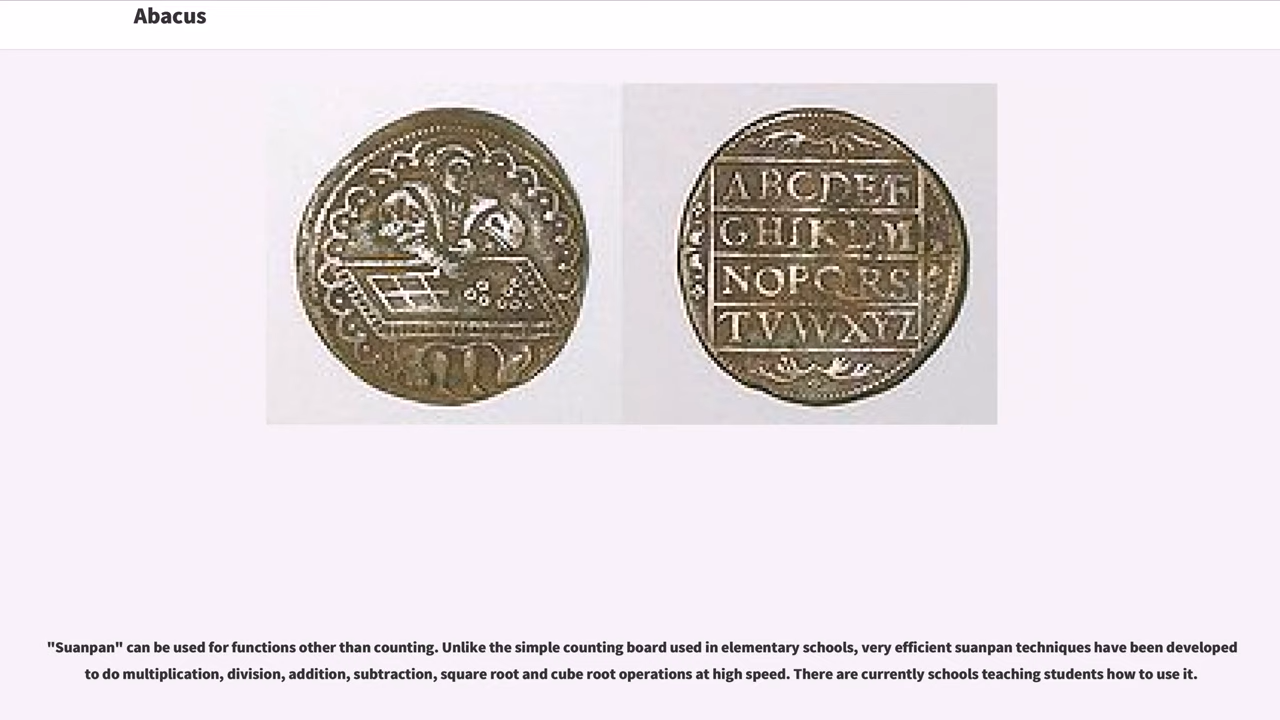 Abacus
ABCDEF
GHIKLM
NOPQRS
TVWXYZ
"Suanpan" can be used for functions other than counting. Unlike the simple counting board used in elementary schools, very efficient suanpan techniques have been developed
to do multiplication, division, addition, subtraction, square root and cube root operations at high speed. There are currently schools teaching students how to use it.